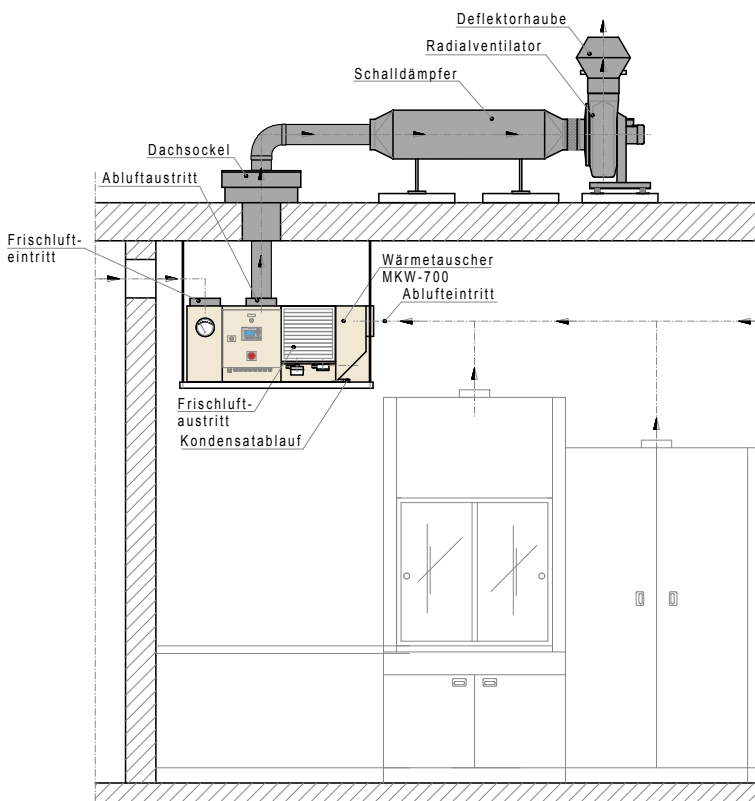 Deflektorhaube
Radialventilator
Schalldämpfer
Dachsockel
Abluftaustritt
Frischluft-
eintritt
Wärmetauscher
MKW-700
Ablufteintritt
Frischluft-
austritt
Kondensatablauf